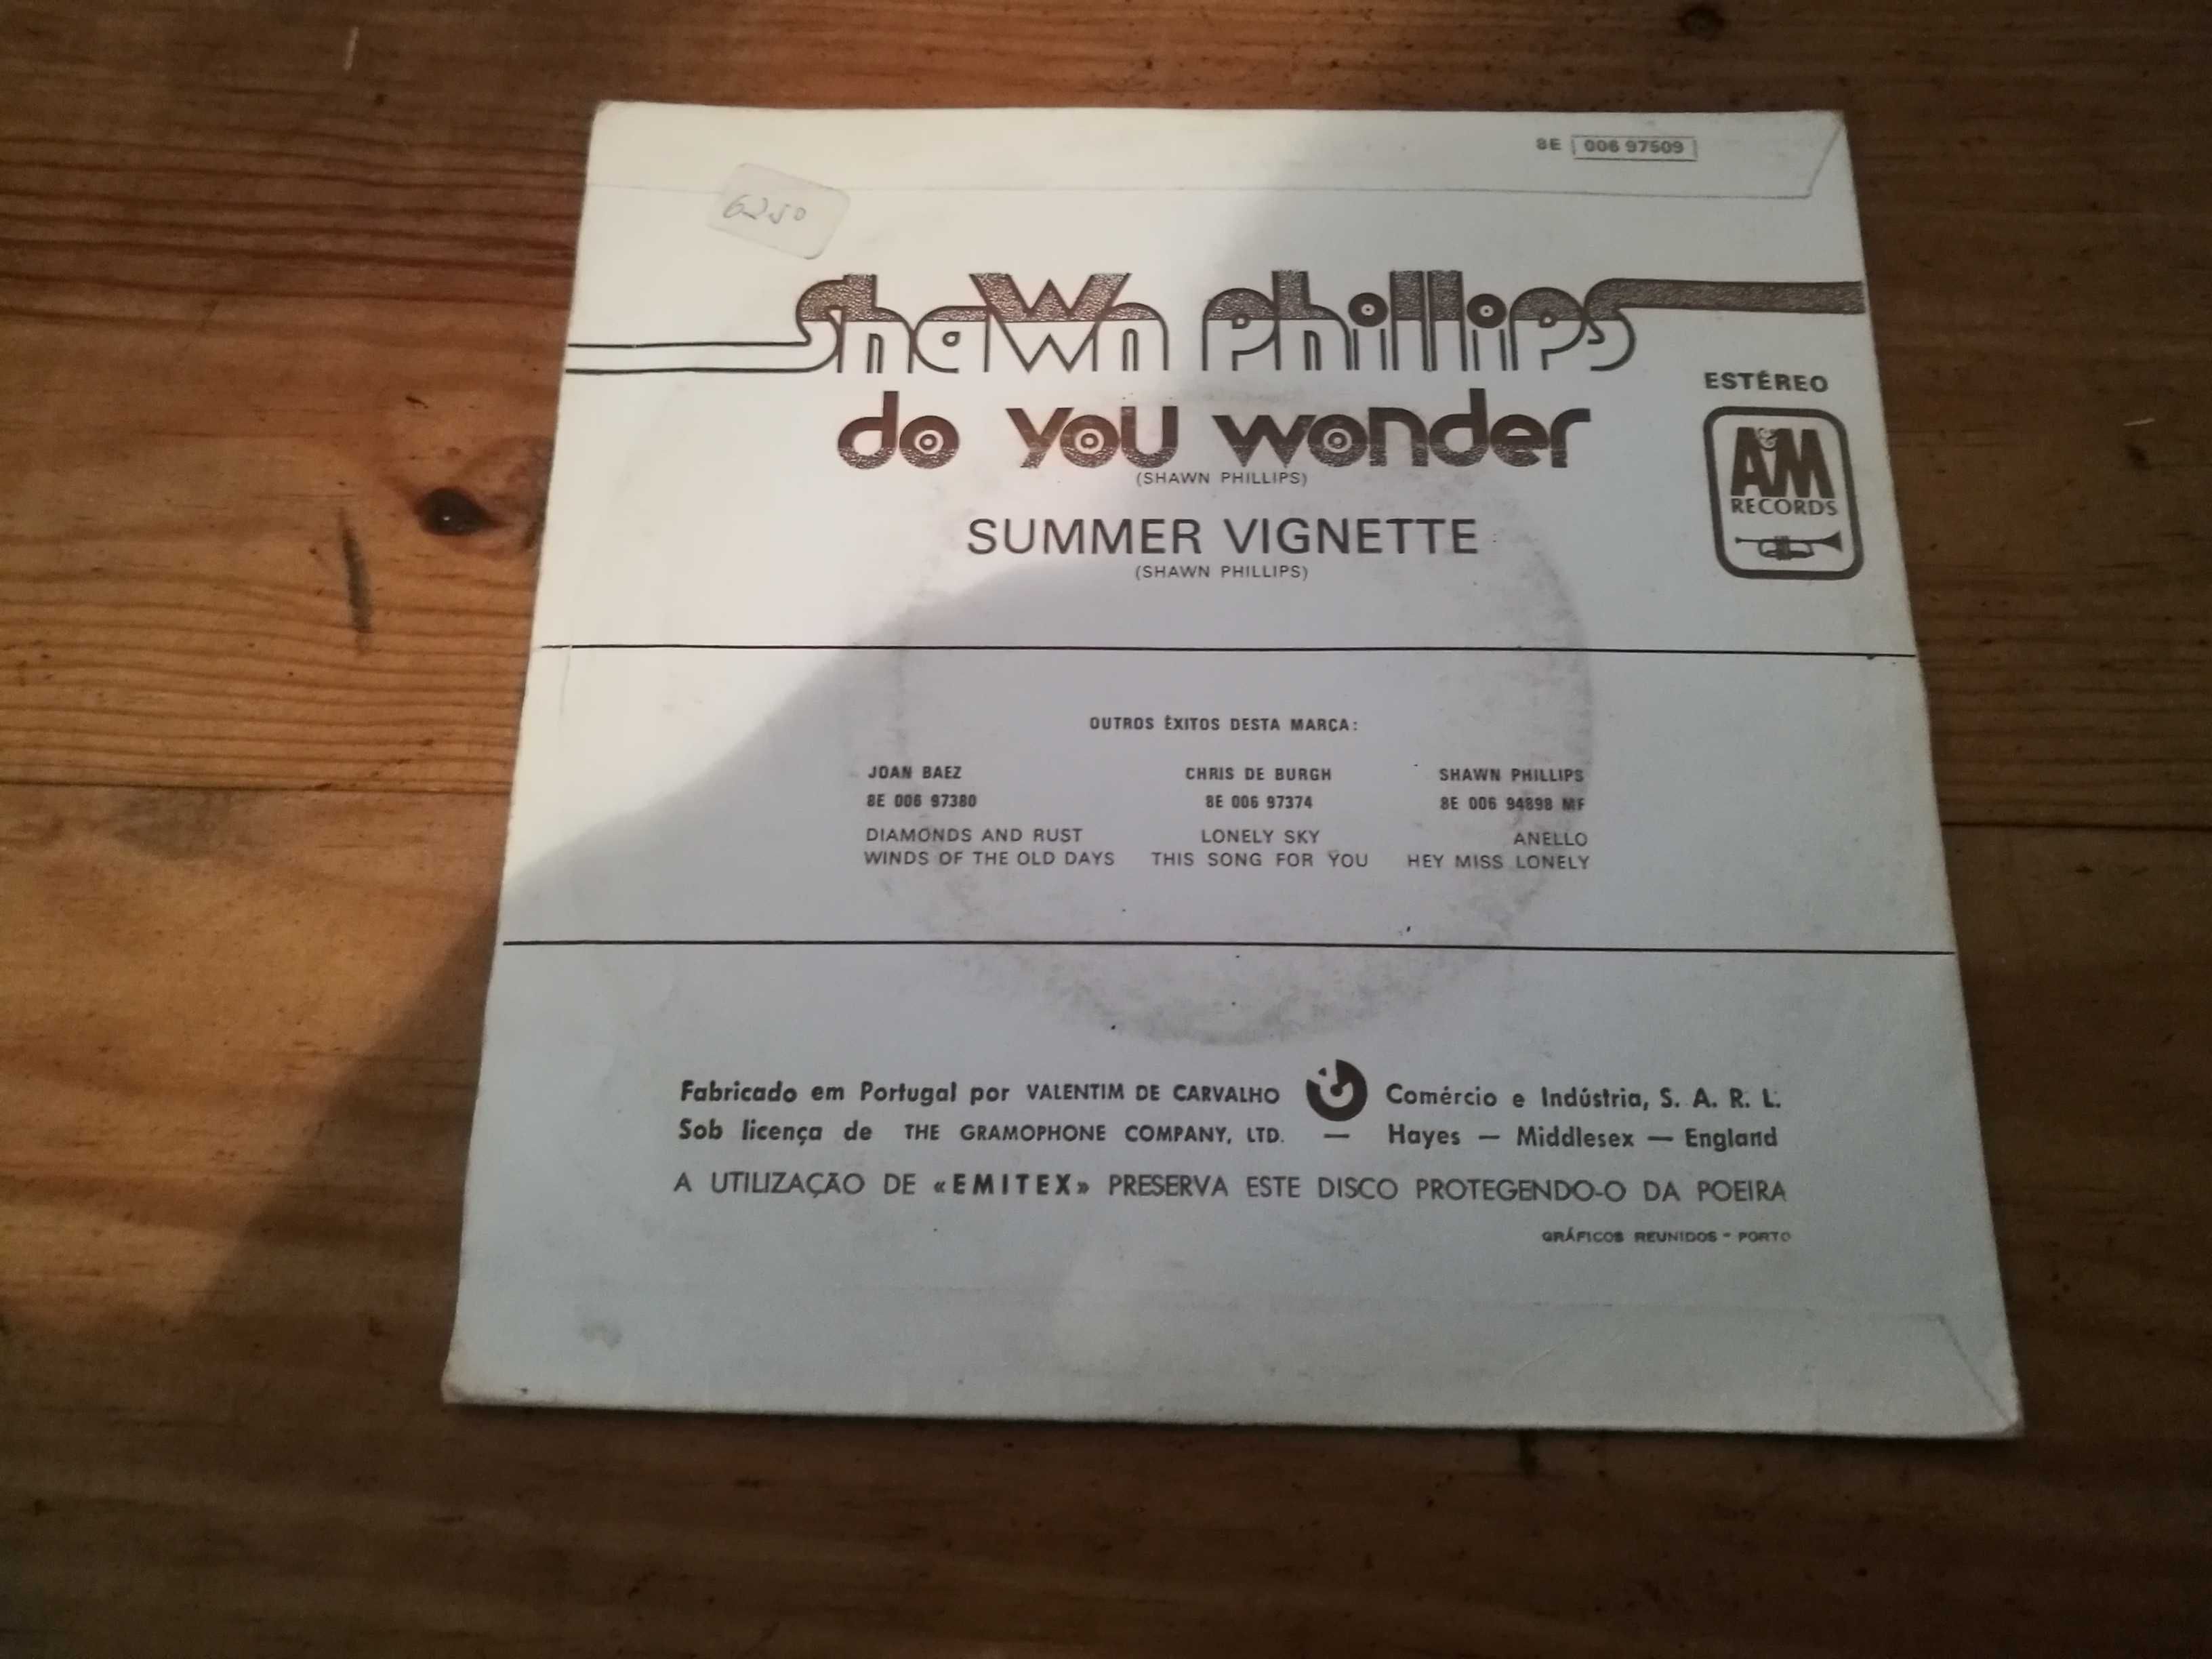 8E 006 97509
6250
Shawn Phillips
do you wonder
(SHAWN PHILLIPS)
SUMMER VIGNETTE
(SHAWN PHILLIPS)
ESTÉREO
A&M
RECORDS
OUTROS ÊXITOS DESTA MARCA:
JOAN BAEZ
8E 006 97380
DIAMONDS AND RUST
WINDS OF THE OLD DAYS
CHRIS DE BURGH
8E 006 97374
LONELY SKY
THIS SONG FOR YOU
SHAWN PHILLIPS
8E 006 94898 MF
ANELLO
HEY MISS LONELY
Fabricado em Portugal por VALENTIM DE CARVALHO Comércio e Indústria, S. A. R. L.
Sob licença de THE GRAMOPHONE COMPANY, LTD. — Hayes — Middlesex — England
A UTILIZAÇÃO DE «EMITEX» PRESERVA ESTE DISCO PROTEGENDO-O DA POEIRA
GRÁFICOS REUNIDOS - PORTO